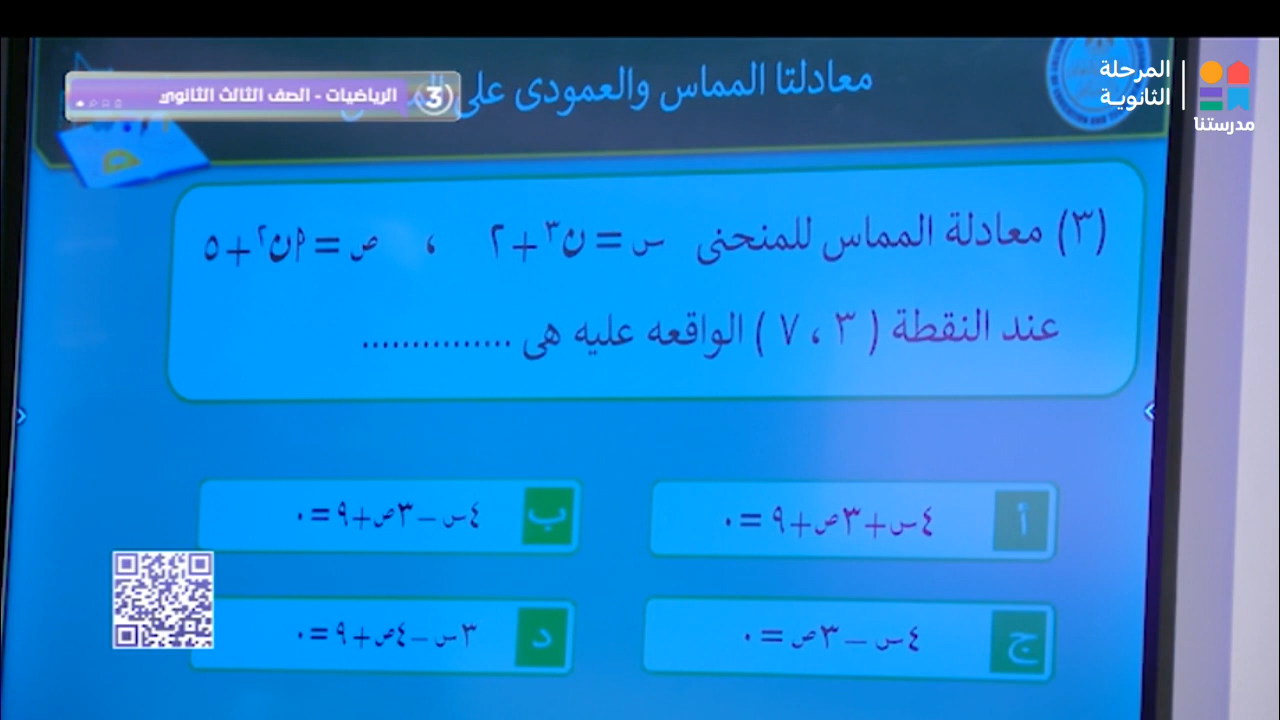 المرحلة
الثانوية
مدرستنا
معادلتا المماس والعمودى على
(3) الرياضيات - الصف الثالث الثانوي
(٣) معادلة المماس للمنحنى س = ن٣ + ٢ ، ص = م ن٢ + ٥
عند النقطة ( ٣ ، ٧ ) الواقعه عليه هى ...............
أ ٤س + ٣ص + ٩ = ٠
ب ٤س − ٣ص + ٩ = ٠
ج ٤س − ٣ص = ٠
د ٣س − ٤ص + ٩ = ٠